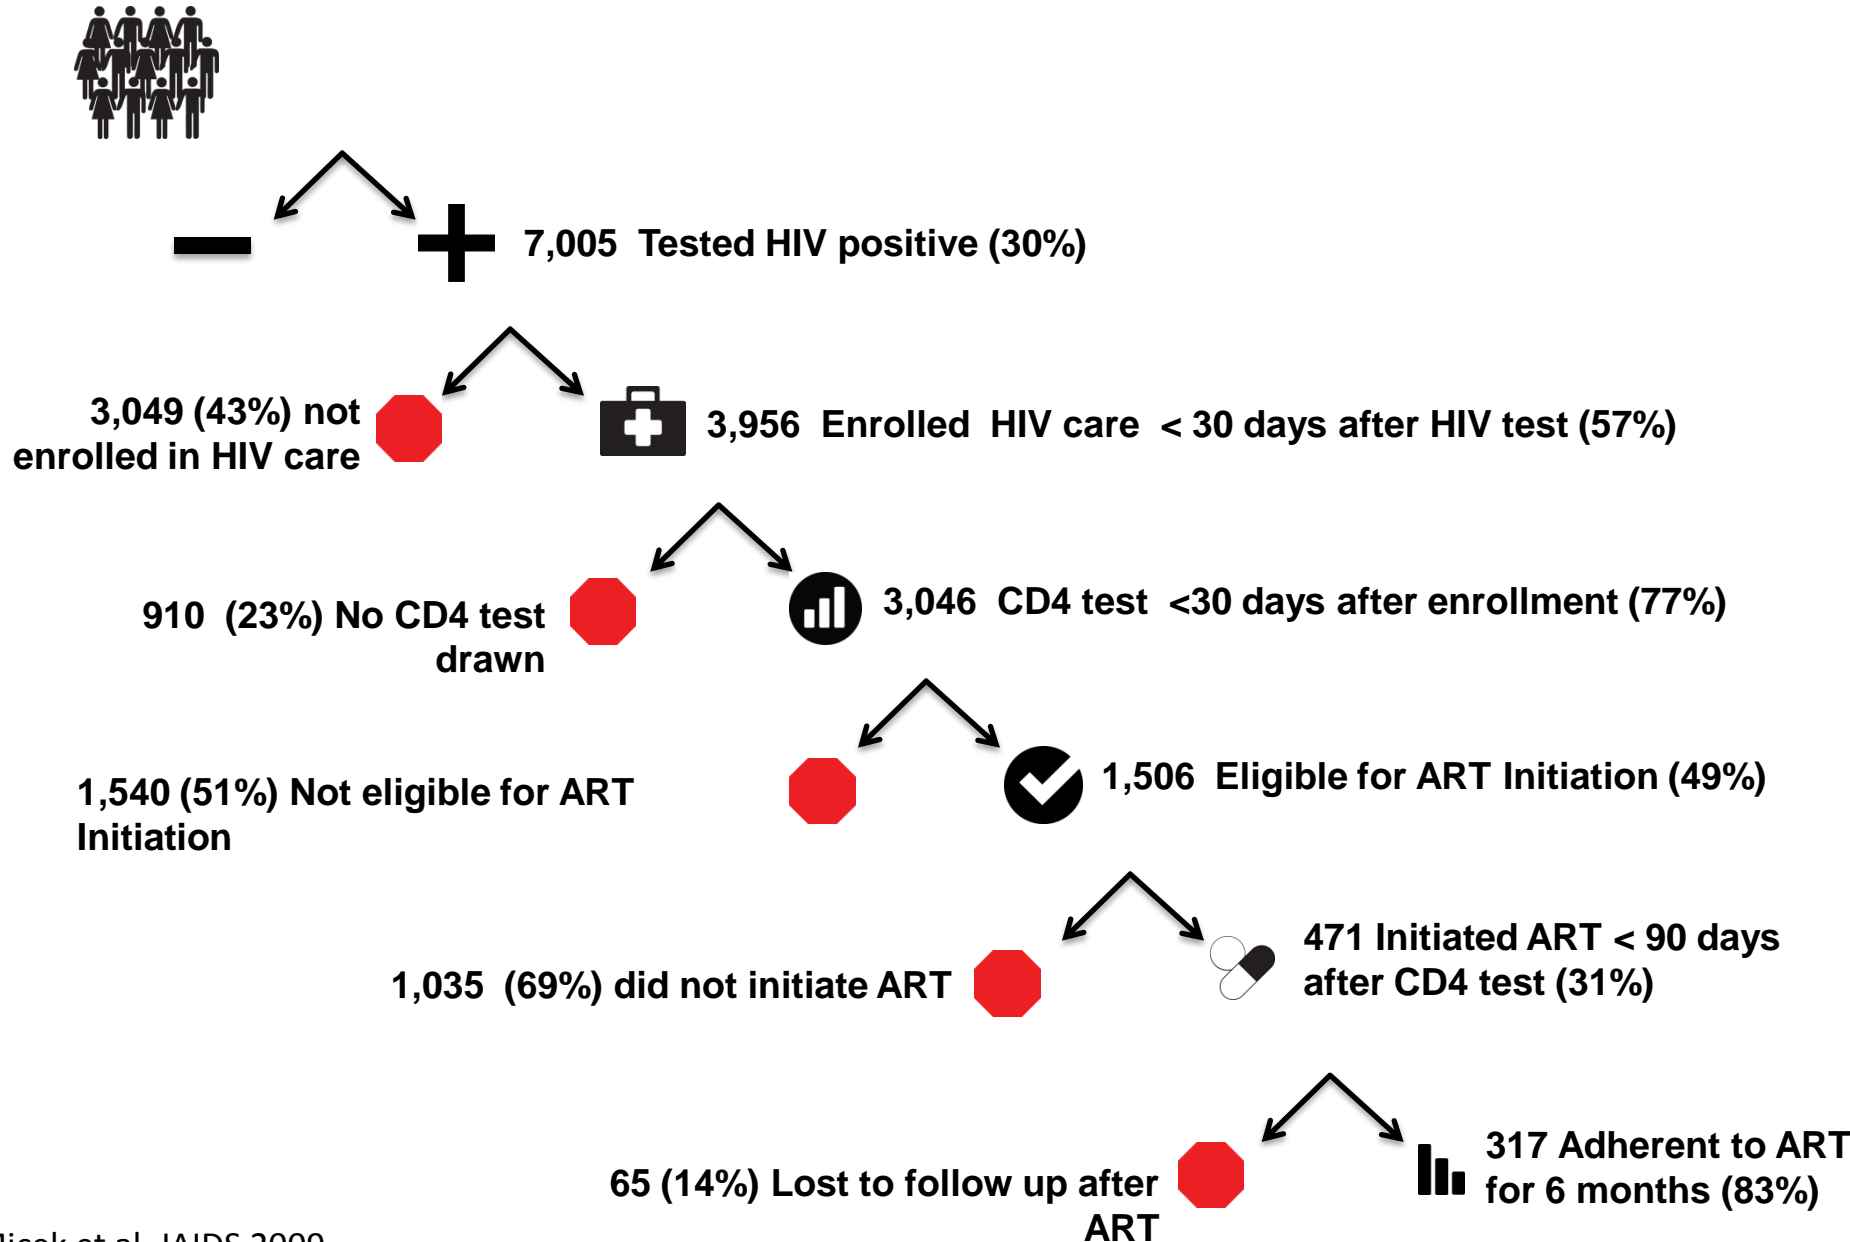 7,005 Tested HIV positive (30%)
3,049 (43%) not
enrolled in HIV care
3,956 Enrolled HIV care < 30 days after HIV test (57%)
910 (23%) No CD4 test
drawn
3,046 CD4 test <30 days after enrollment (77%)
1,540 (51%) Not eligible for ART
Initiation
1,506 Eligible for ART Initiation (49%)
1,035 (69%) did not initiate ART
471 Initiated ART < 90 days
after CD4 test (31%)
65 (14%) Lost to follow up after
ART
317 Adherent to ART
for 6 months (83%)
et al. JAIDS 2009